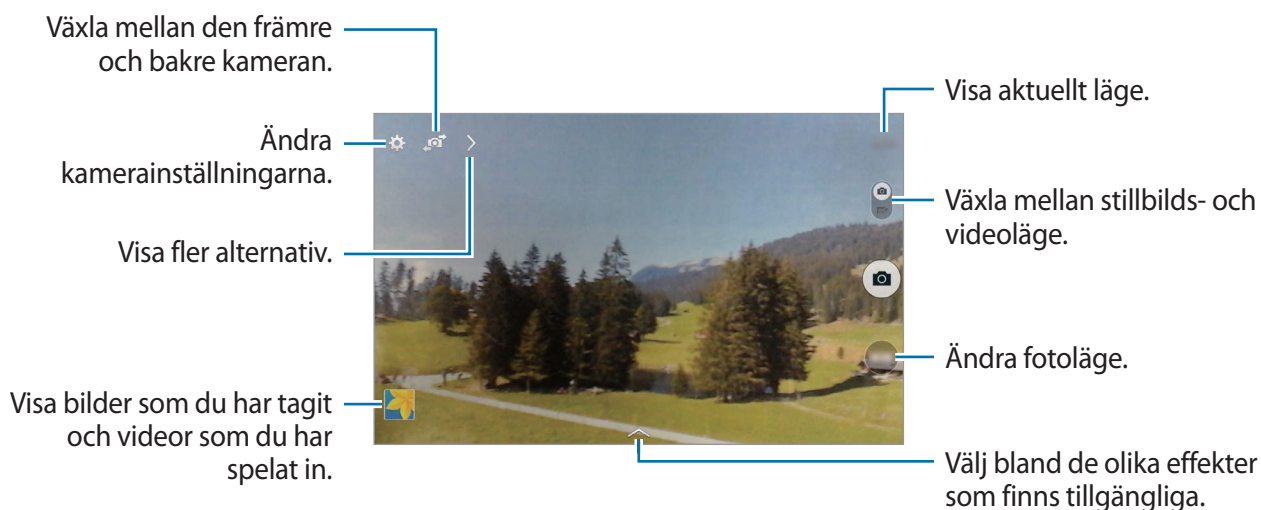 Växla mellan den främre
och bakre kameran.
Ändra
kamerainställningarna.
Visa fler alternativ.
Visa bilder som du har tagit
och videor som du har
spelat in.
Visa aktuellt läge.
Växla mellan stillbilds- och
videoläge.
Ändra fotoläge.
Välj bland de olika effekter
som finns tillgängliga.